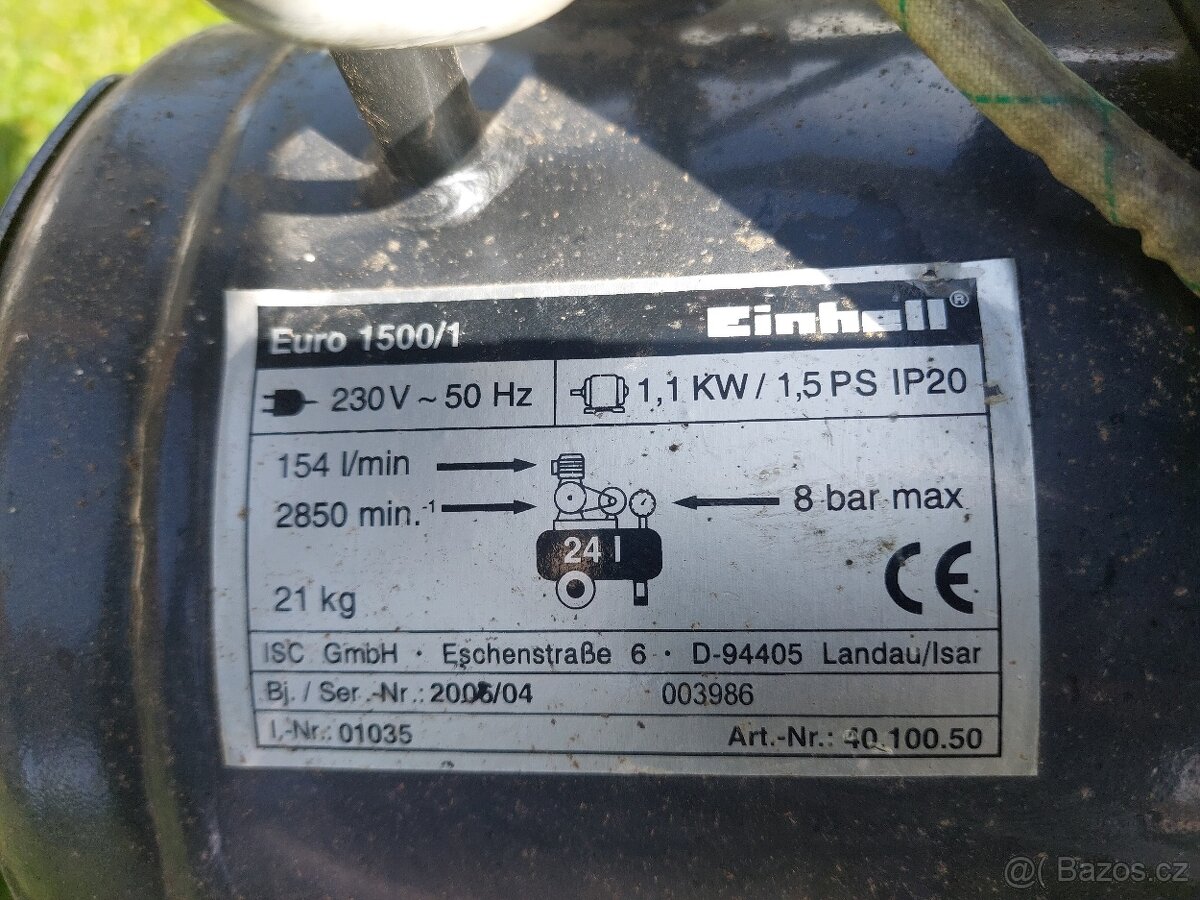 Euro 1500/1 Einhell®
230V ~ 50 Hz 1,1 KW / 1,5 PS IP20
154 l/min
2850 min.-1 8 bar max
24 l
21 kg CE
ISC GmbH · Eschenstraße 6 · D-94405 Landau/Isar
Bj. / Ser.-Nr.: 2006/04 003986
I.-Nr.: 01035 Art.-Nr.: 40.100.50
@( Bazos.cz